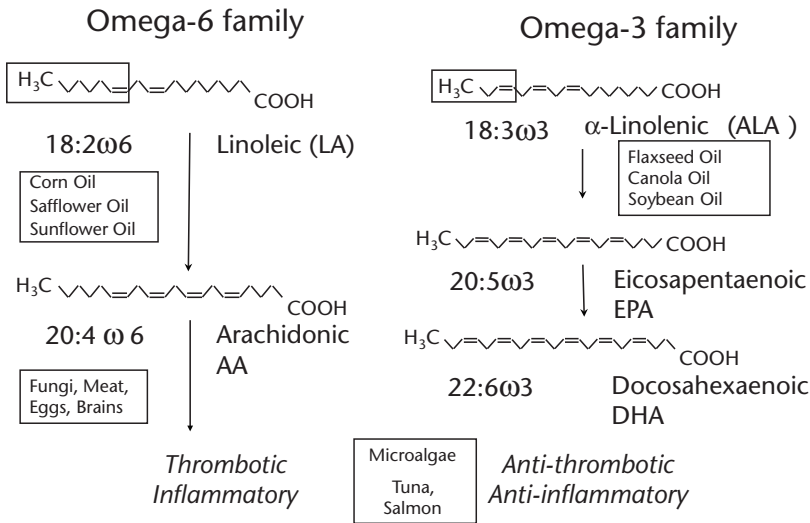 Omega-6 family
H3C
COOH
18:2ω6
Linoleic (LA)
Corn Oil
Safflower Oil
Sunflower Oil
H3C
COOH
20:4 ω 6
Arachidonic
AA
Fungi, Meat,
Eggs, Brains
Thrombotic
Inflammatory
Omega-3 family
H3C
COOH
18:3ω3
α-Linolenic (ALA )
Flaxseed Oil
Canola Oil
Soybean Oil
H3C
COOH
20:5ω3
Eicosapentaenoic
EPA
H3C
COOH
22:6ω3
Docosahexaenoic
DHA
Microalgae
Tuna,
Salmon
Anti-thrombotic
Anti-inflammatory